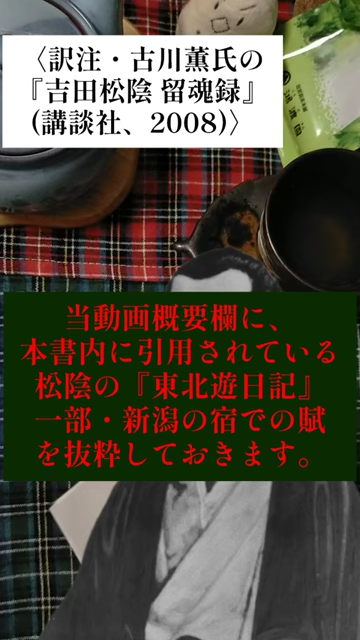 〈訳注・古川薫氏の
『吉田松陰 留魂録』
(講談社、2008)〉
当動画概要欄に、
本書内に引用されている
松陰の『東北遊日記』
一部・新潟の宿での賦
を抜粋しておきます。